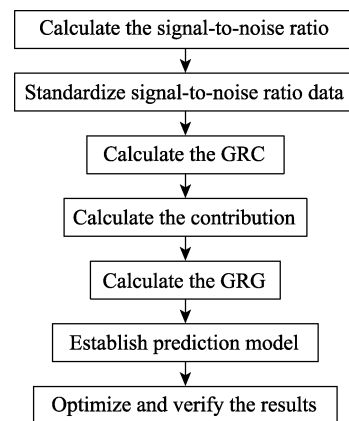 Calculate the signal-to-noise ratio
Standardize signal-to-noise ratio data
Calculate the GRC
Calculate the contribution
Calculate the GRG
Establish prediction model
Optimize and verify the results